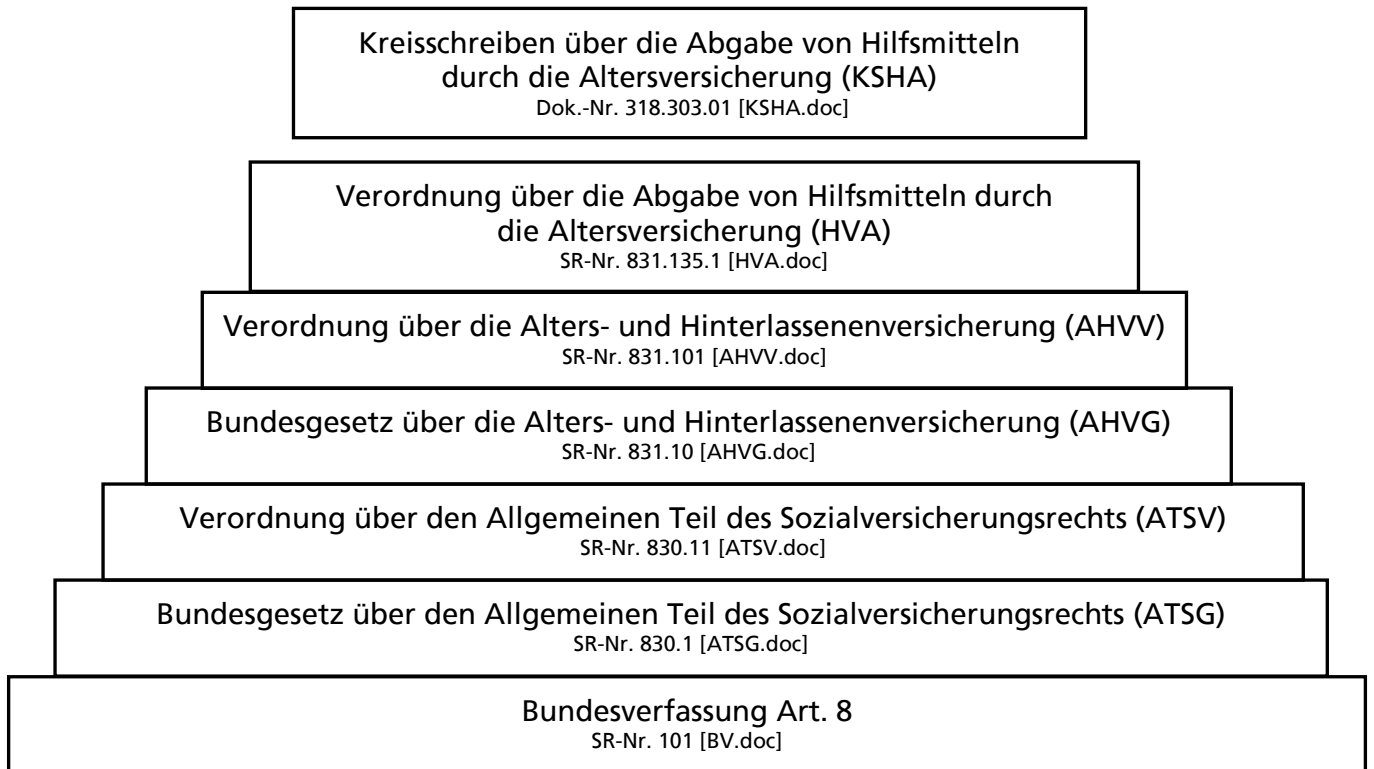 Kreisschreiben über die Abgabe von Hilfsmitteln
durch die Altersversicherung (KSHA)
Dok.-Nr. 318.303.01 [KSHA.doc]
Verordnung über die Abgabe von Hilfsmitteln durch
die Altersversicherung (HVA)
SR-Nr. 831.135.1 [HVA.doc]
Verordnung über die Alters- und Hinterlassenenversicherung (AHVV)
SR-Nr. 831.101 [AHVV.doc]
Bundesgesetz über die Alters- und Hinterlassenenversicherung (AHVG)
SR-Nr. 831.10 [AHVG.doc]
Verordnung über den Allgemeinen Teil des Sozialversicherungsrechts (ATSV)
SR-Nr. 830.11 [ATSV.doc]
Bundesgesetz über den Allgemeinen Teil des Sozialversicherungsrechts (ATSG)
SR-Nr. 830.1 [ATSG.doc]
Bundesverfassung Art. 8
SR-Nr. 101 [BV.doc]